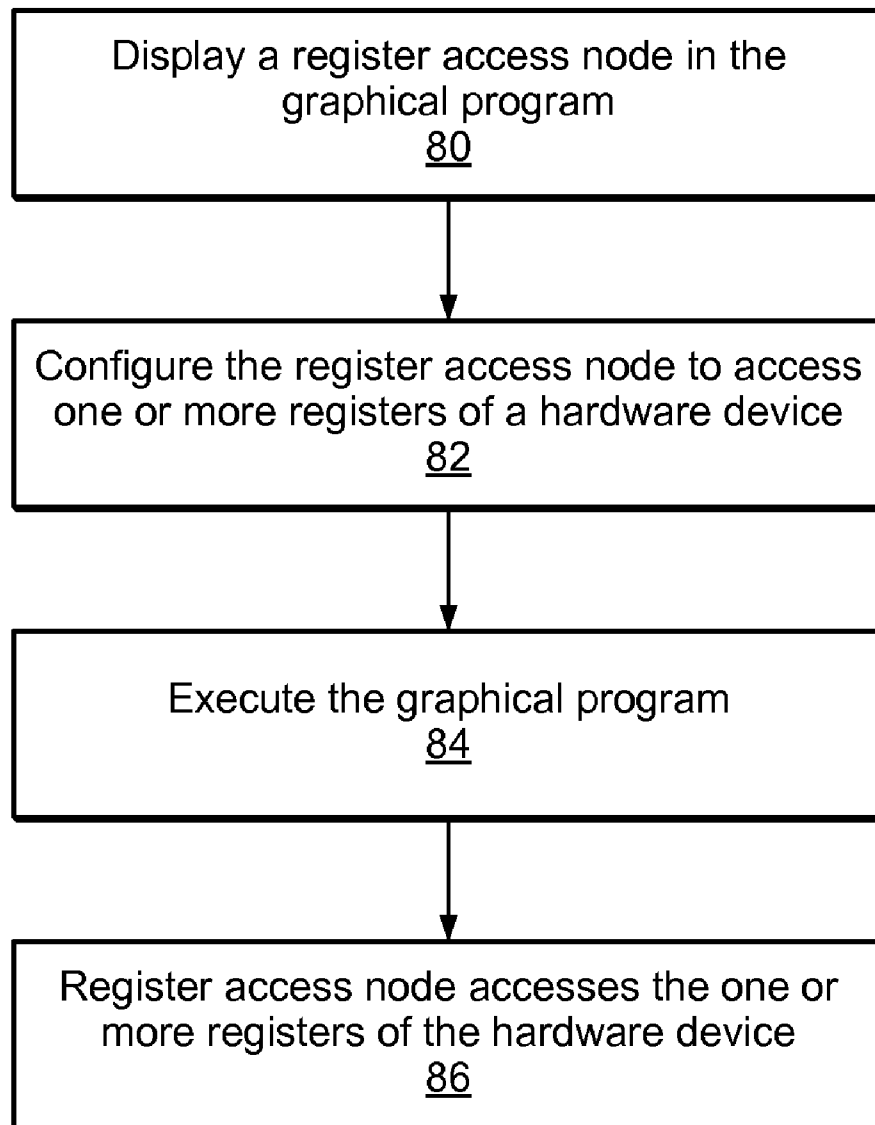 Display a register access node in the
graphical program
80
Configure the register access node to access
one or more registers of a hardware device
82
Execute the graphical program
84
Register access node accesses the one or
more registers of the hardware device
86